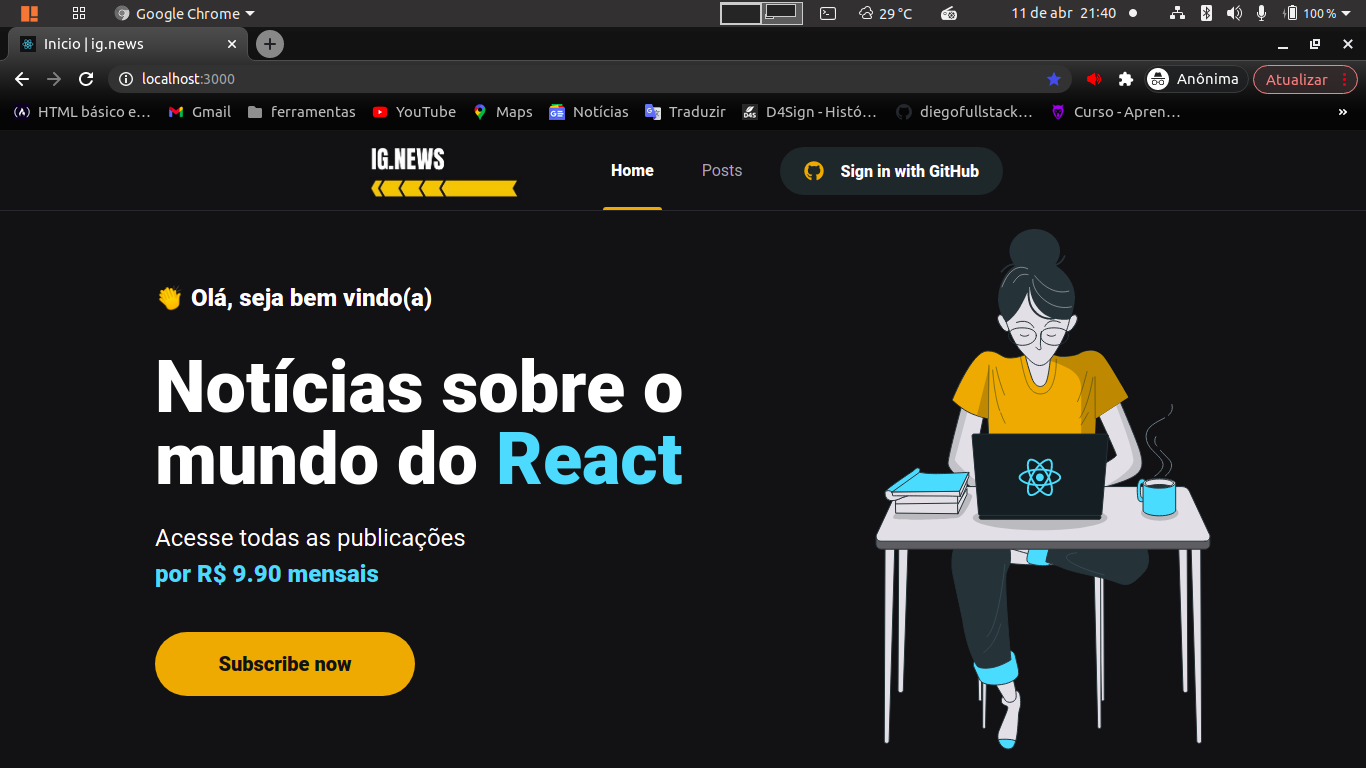 Google Chrome
29 °C
11 de abr 21:40
100 %
Inicio | ig.news
localhost:3000
Anônima
Atualizar
HTML básico e…
Gmail
ferramentas
YouTube
Maps
Notícias
Traduzir
D4Sign - Histó…
diegofullstack…
Curso - Apren…
»
IG.NEWS
Home
Posts
Sign in with GitHub
👏 Olá, seja bem vindo(a)
Notícias sobre o
mundo do React
Acesse todas as publicações
por R$ 9.90 mensais
Subscribe now